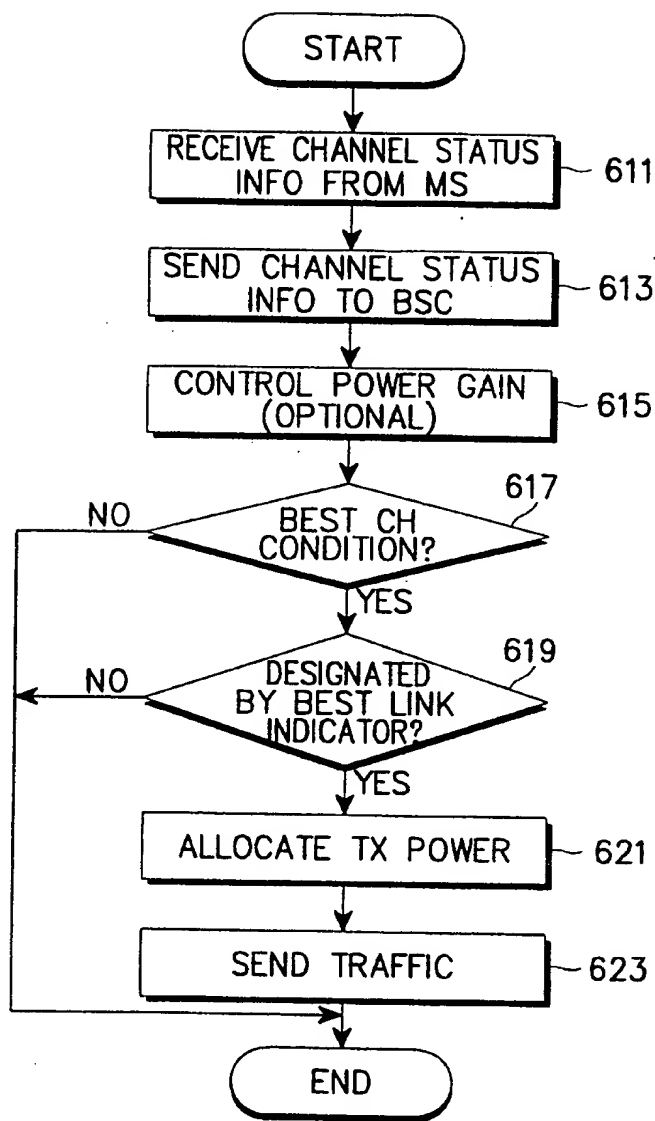 START
RECEIVE CHANNEL STATUS
INFO FROM MS
611
SEND CHANNEL STATUS
INFO TO BSC
613
CONTROL POWER GAIN
(OPTIONAL)
615
617
NO
BEST CH
CONDITION?
YES
619
NO
DESIGNATED
BY BEST LINK
INDICATOR?
YES
ALLOCATE TX POWER
621
SEND TRAFFIC
623
END